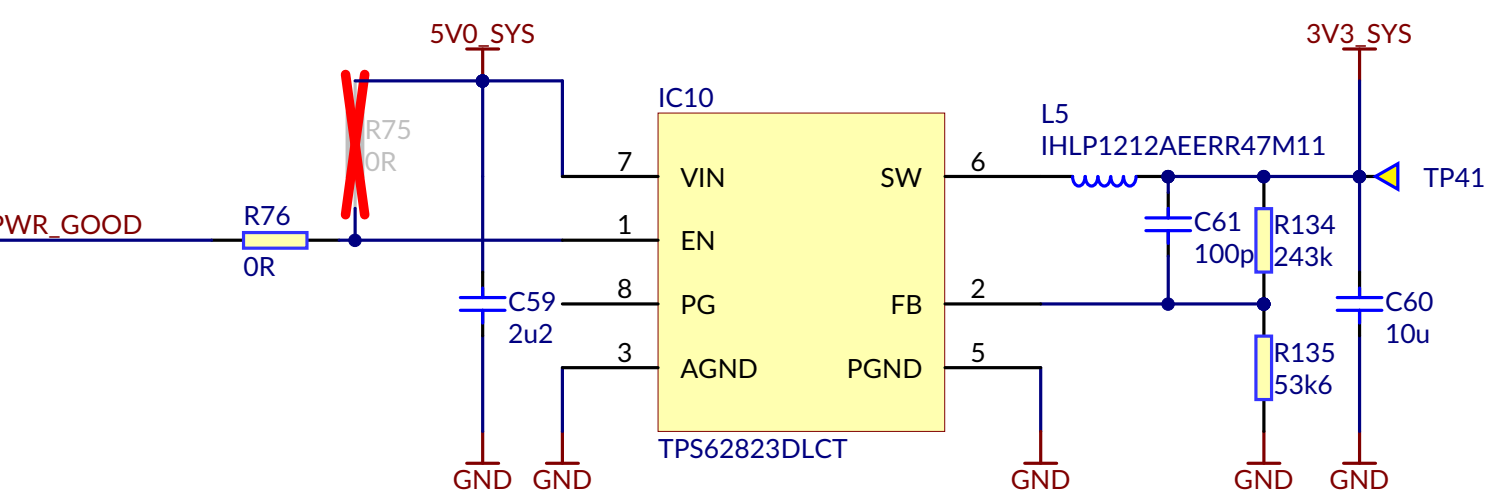 5V0_SYS
3V3_SYS
R75
0R
PWR_GOOD
R76
0R
C59
2u2
GND
GND
IC10
7
VIN
1
EN
8
PG
3
AGND
SW
6
FB
2
PGND
5
TPS62823DLCT
L5
IHLP1212AEERR47M11
TP41
C61
100p
R134
243k
R135
53k6
C60
10u
GND
GND
GND